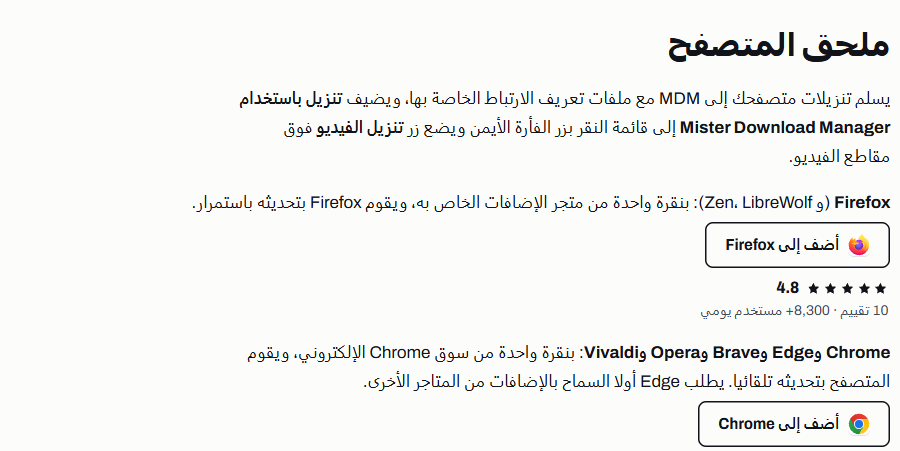 ملحق المتصفح
يسلم تنزيلات متصفحك إلى MDM مع ملفات تعريف الارتباط الخاصة بها، ويضيف تنزيل باستخدام
Mister Download Manager إلى قائمة النقر بزر الفأرة الأيمن ويضع زر تنزيل الفيديو فوق
مقاطع الفيديو.
Firefox (و Zen، LibreWolf): بنقرة واحدة من متجر الإضافات الخاص به، ويقوم Firefox بتحديثه باستمرار.
أضف إلى Firefox
★★★★★ 4.8
10 تقييم · 8,300+ مستخدم يومي
Chrome وEdge وBrave وOpera وVivaldi: بنقرة واحدة من سوق Chrome الإلكتروني، ويقوم
المتصفح بتحديثه تلقائيا. يطلب Edge أولا السماح بالإضافات من المتاجر الأخرى.
أضف إلى Chrome